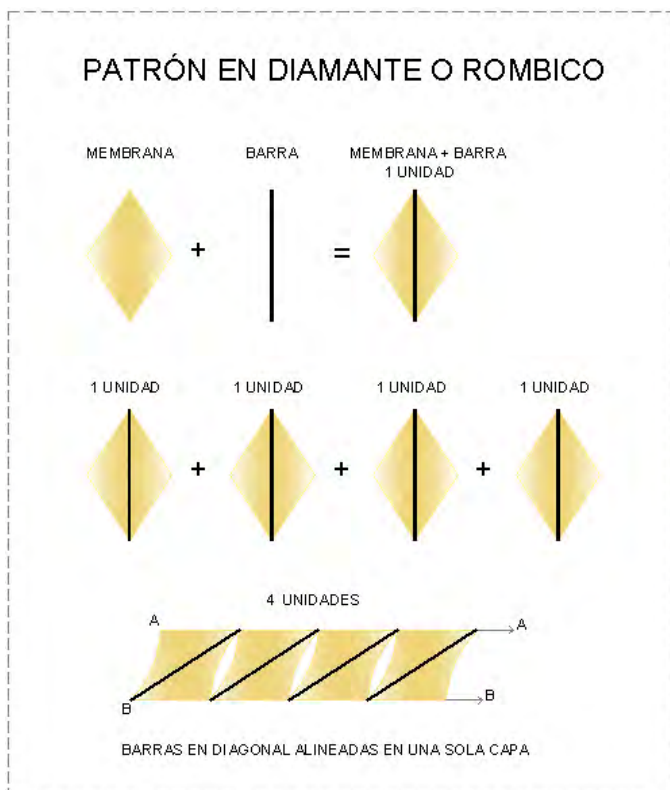 PATRÓN EN DIAMANTE O ROMBICO
MEMBRANA
BARRA
MEMBRANA + BARRA
1 UNIDAD
+
=
1 UNIDAD
1 UNIDAD
1 UNIDAD
1 UNIDAD
+
+
+
4 UNIDADES
A
A
B
B
BARRAS EN DIAGONAL ALINEADAS EN UNA SOLA CAPA